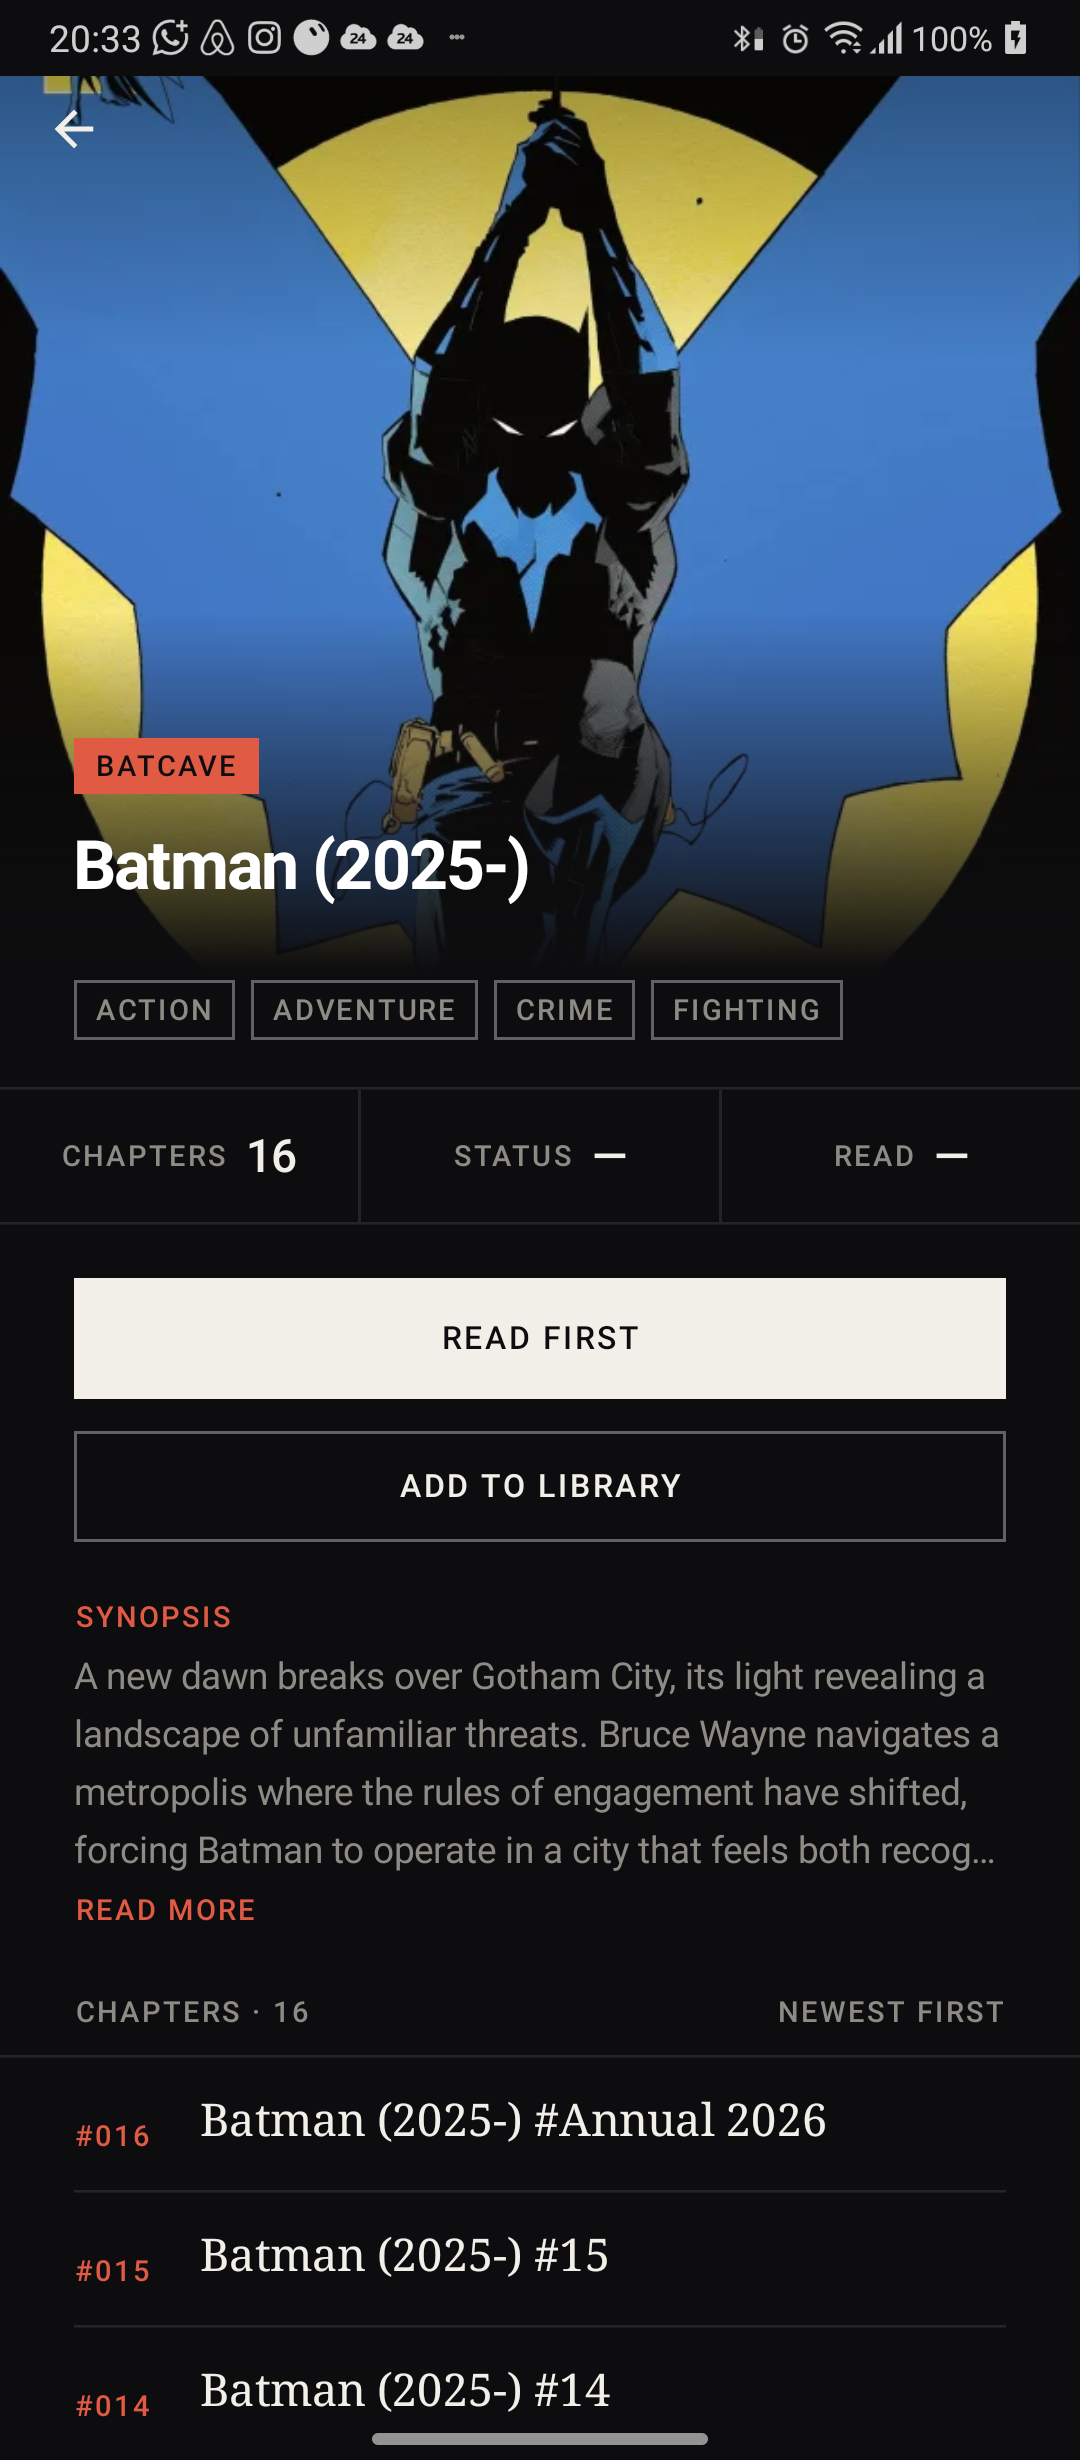 20:33
24
24
100%
BATCAVE
Batman (2025-)
ACTION
ADVENTURE
CRIME
FIGHTING
CHAPTERS 16
STATUS —
READ —
READ FIRST
ADD TO LIBRARY
SYNOPSIS
A new dawn breaks over Gotham City, its light revealing a
landscape of unfamiliar threats. Bruce Wayne navigates a
metropolis where the rules of engagement have shifted,
forcing Batman to operate in a city that feels both recog…
READ MORE
CHAPTERS · 16
NEWEST FIRST
#016 Batman (2025-) #Annual 2026
#015 Batman (2025-) #15
#014 Batman (2025-) #14